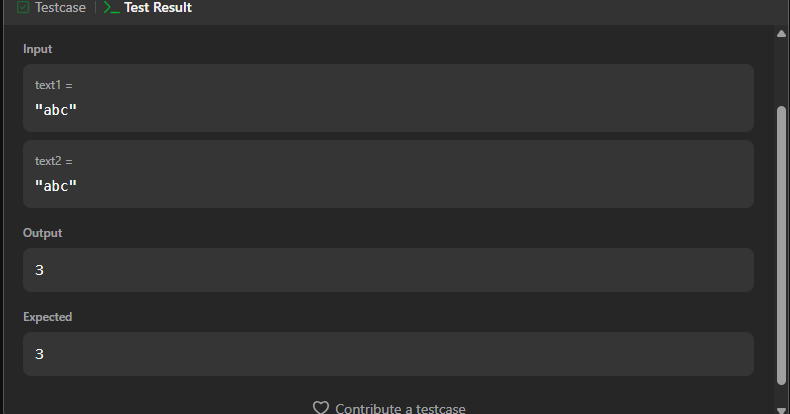 Testcase | Test Result
Input
text1 =
"abc"
text2 =
"abc"
Output
3
Expected
3
Contribute a testcase